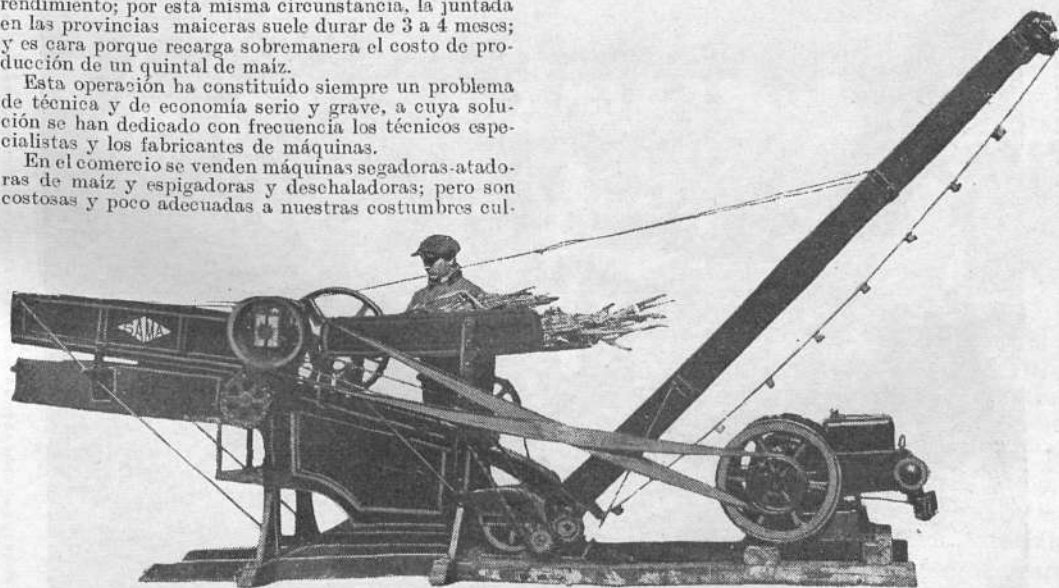 rendimiento; por esta misma circunstancia, la juntada
en las provincias maiceras suele durar de 3 a 4 meses;
y es cara porque recarga sobremanera el costo de pro-
ducción de un quintal de maíz.
Esta operación ha constituido siempre un problema
de técnica y de economía serio y grave, a cuya solu-
ción se han dedicado con frecuencia los técnicos espe-
cialistas y los fabricantes de máquinas.
En el comercio se venden máquinas segadoras-atado-
ras de maíz y espigadoras y deschaladoras; pero son
costosas y poco adecuadas a nuestras costumbres cul-
SAMA